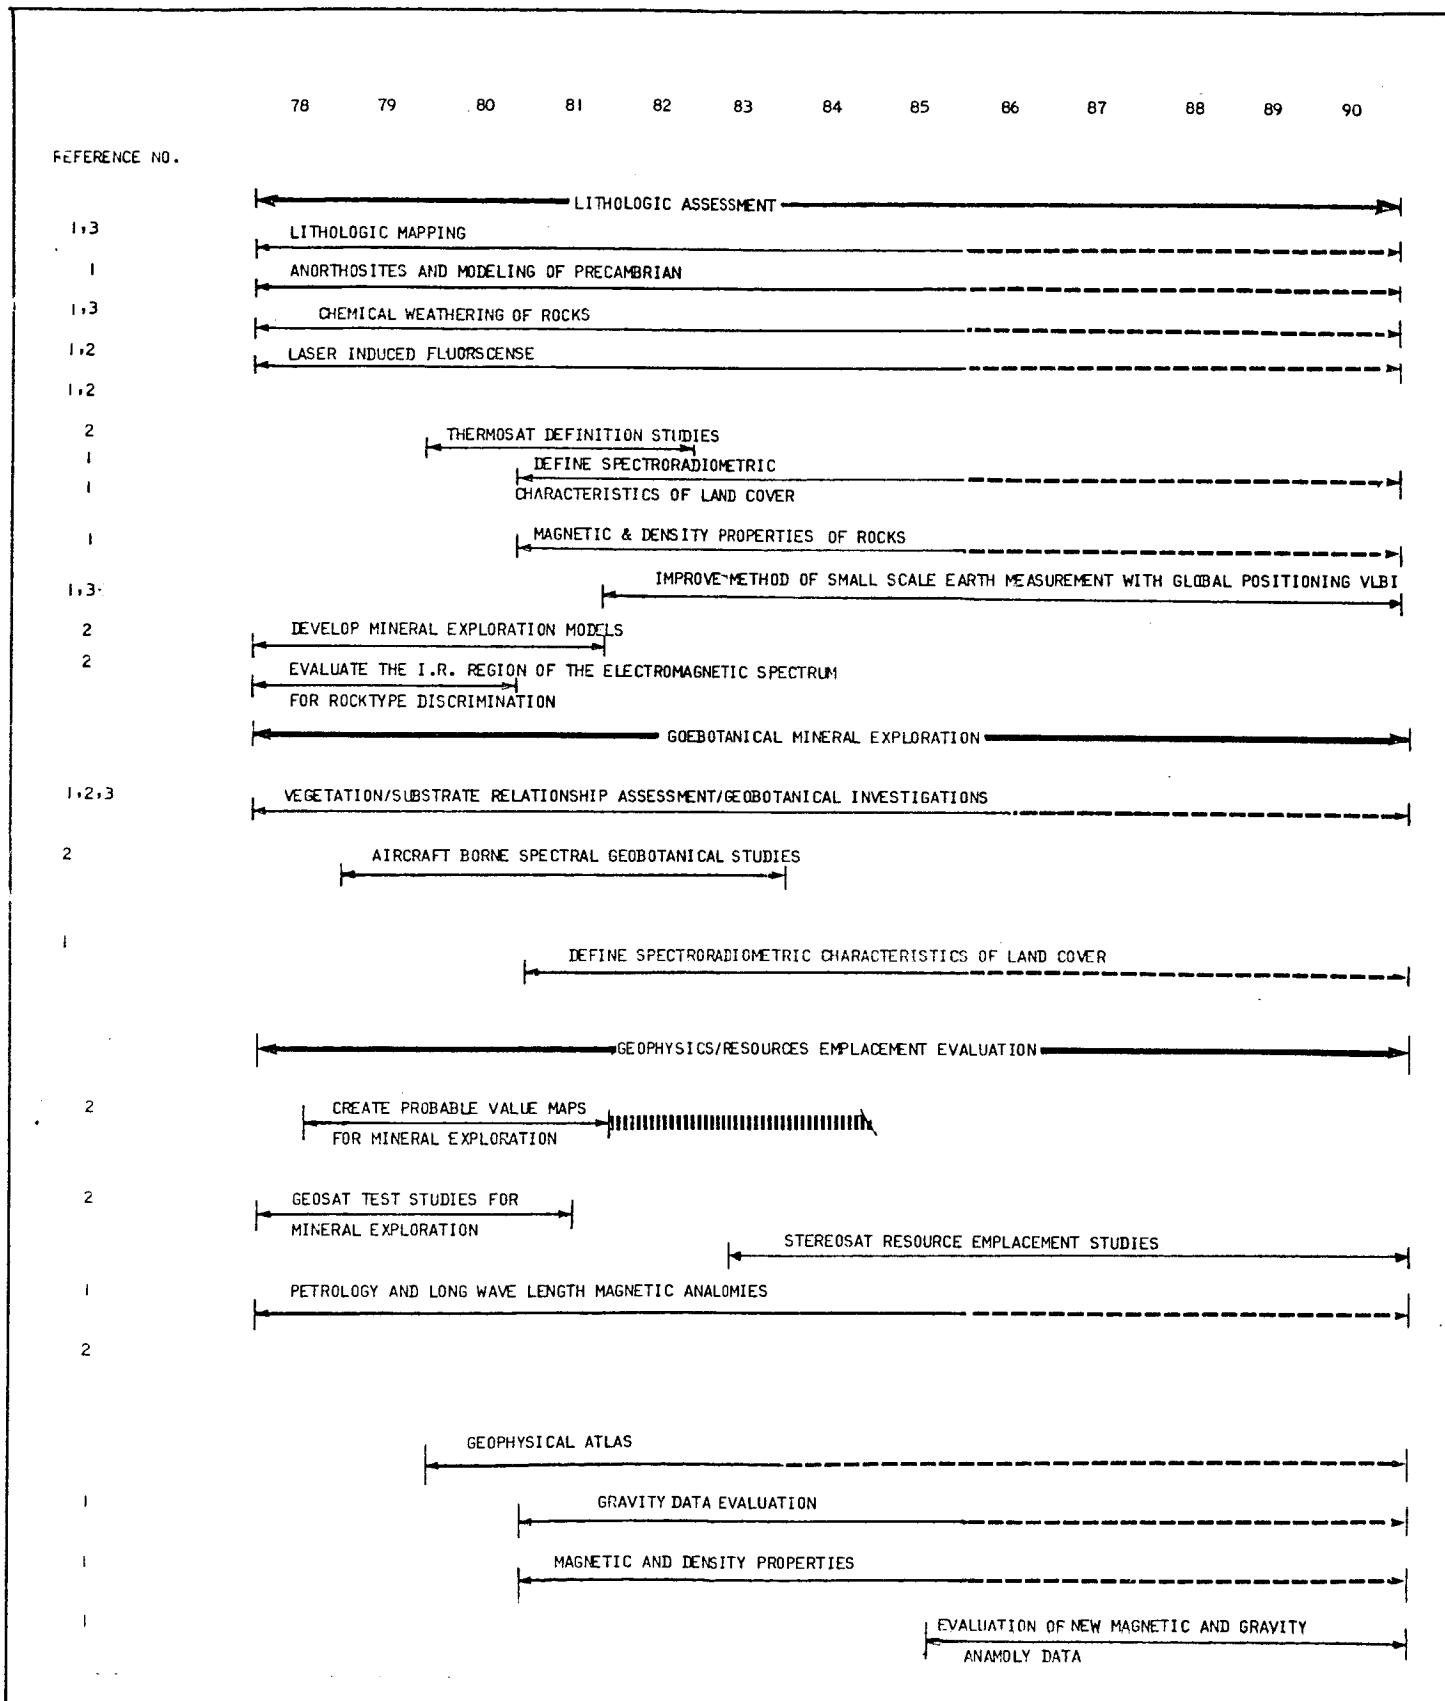 78 79 80 81 82 83 84 85 86 87 88 89 90
REFERENCE NO.
LITHOLOGIC ASSESSMENT
1,3
LITHOLOGIC MAPPING
1
ANORTHOSITES AND MODELING OF PRECAMBRIAN
1,3
CHEMICAL WEATHERING OF ROCKS
1,2
LASER INDUCED FLUORSCENSE
1,2
2
THERMOSAT DEFINITION STUDIES
1
DEFINE SPECTRORADIOMETRIC
1
CHARACTERISTICS OF LAND COVER
1
MAGNETIC & DENSITY PROPERTIES OF ROCKS
1,3
IMPROVE METHOD OF SMALL SCALE EARTH MEASUREMENT WITH GLOBAL POSITIONING VLBI
2
DEVELOP MINERAL EXPLORATION MODELS
2
EVALUATE THE I.R. REGION OF THE ELECTROMAGNETIC SPECTRUM
FOR ROCKTYPE DISCRIMINATION
GOEBOTANICAL MINERAL EXPLORATION
1,2,3
VEGETATION/SUBSTRATE RELATIONSHIP ASSESSMENT/GEOBOTANICAL INVESTIGATIONS
2
AIRCRAFT BORNE SPECTRAL GEOBOTANICAL STUDIES
1
DEFINE SPECTRORADIOMETRIC CHARACTERISTICS OF LAND COVER
GEOPHYSICS/RESOURCES EMPLACEMENT EVALUATION
2
CREATE PROBABLE VALUE MAPS
FOR MINERAL EXPLORATION
2
GEOSAT TEST STUDIES FOR
MINERAL EXPLORATION
STEREOSAT RESOURCE EMPLACEMENT STUDIES
1
PETROLOGY AND LONG WAVE LENGTH MAGNETIC ANALOMIES
2
GEOPHYSICAL ATLAS
1
GRAVITY DATA EVALUATION
1
MAGNETIC AND DENSITY PROPERTIES
1
EVALUATION OF NEW MAGNETIC AND GRAVITY
ANAMOLY DATA